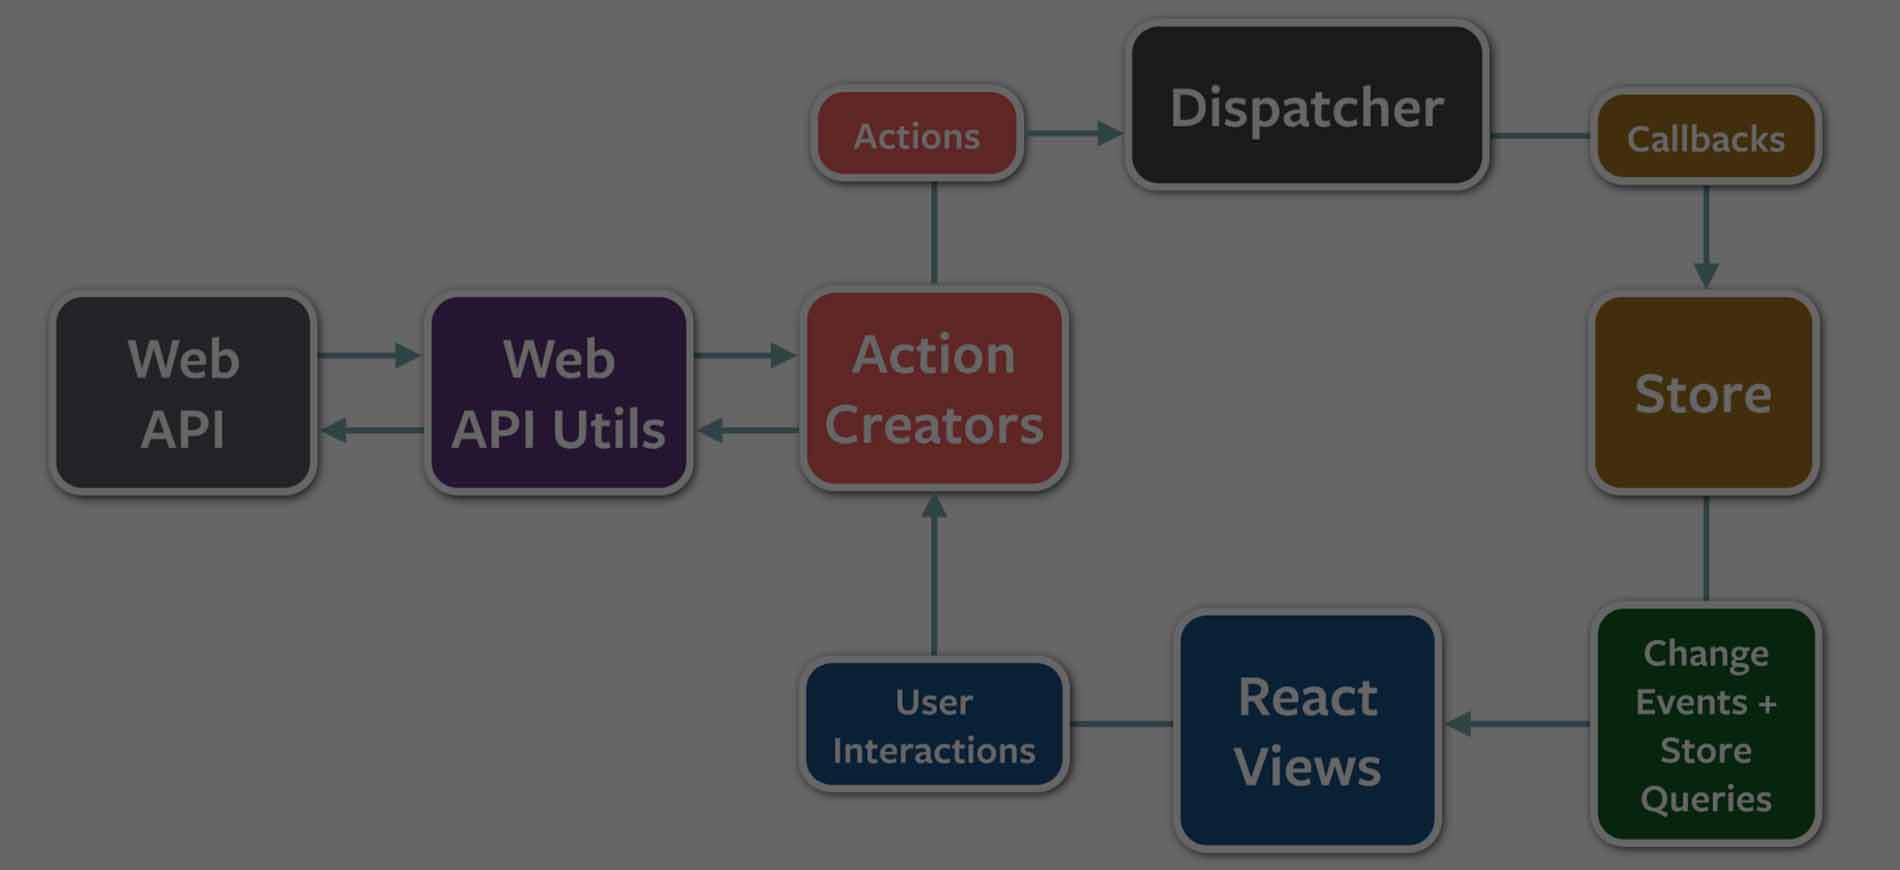 Dispatcher
Actions
Callbacks
Web
API
Web
API Utils
Action
Creators
Store
User
Interactions
React
Views
Change
Events +
Store
Queries